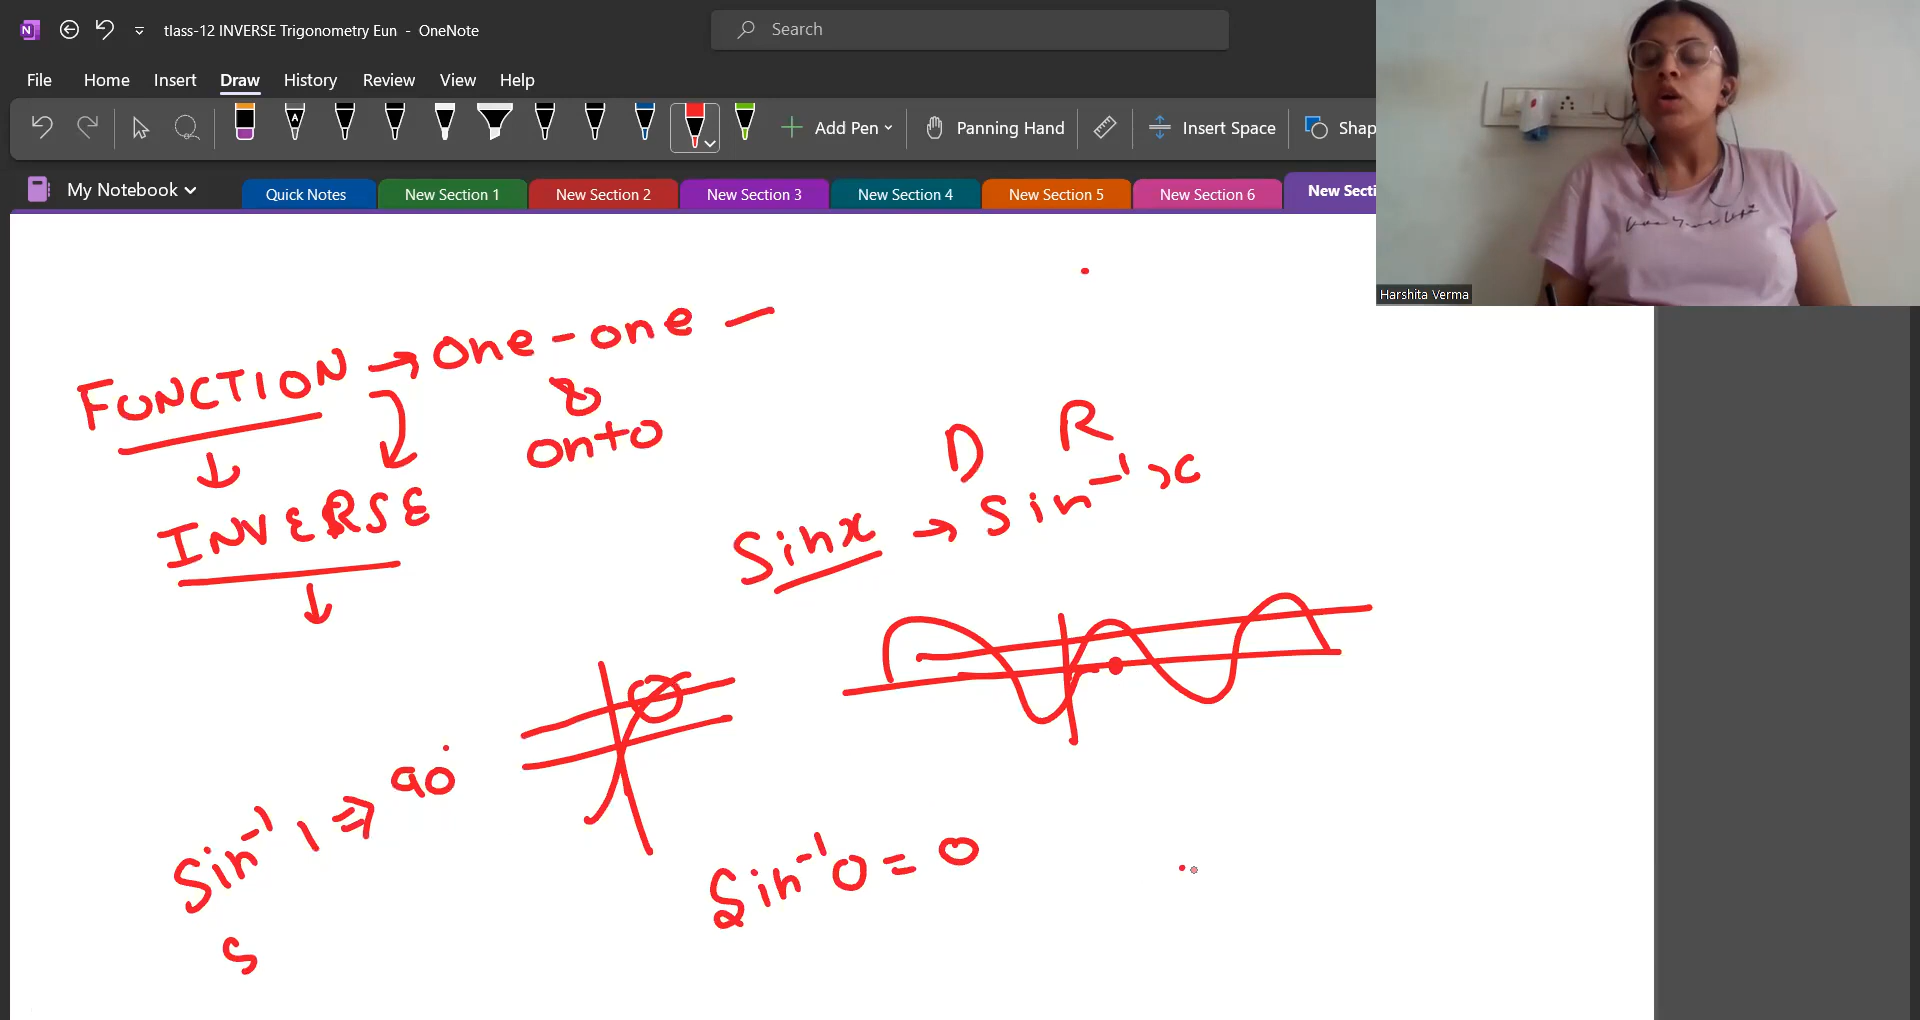 tlass-12 INVERSE Trigonometry Eun - OneNote
Search
File Home Insert Draw History Review View Help
A
Add Pen
Panning Hand
Insert Space
Shap
My Notebook
Quick Notes
New Section 1
New Section 2
New Section 3
New Section 4
New Section 5
New Section 6
New Secti
Harshita Verma
FUNCTION → one-one -
&
onto
↓
INVERSE
↓
D R
Sinx → Sin⁻¹x
Sin⁻¹ 1 ⇒ 90°
Sin⁻¹0 = 0
S